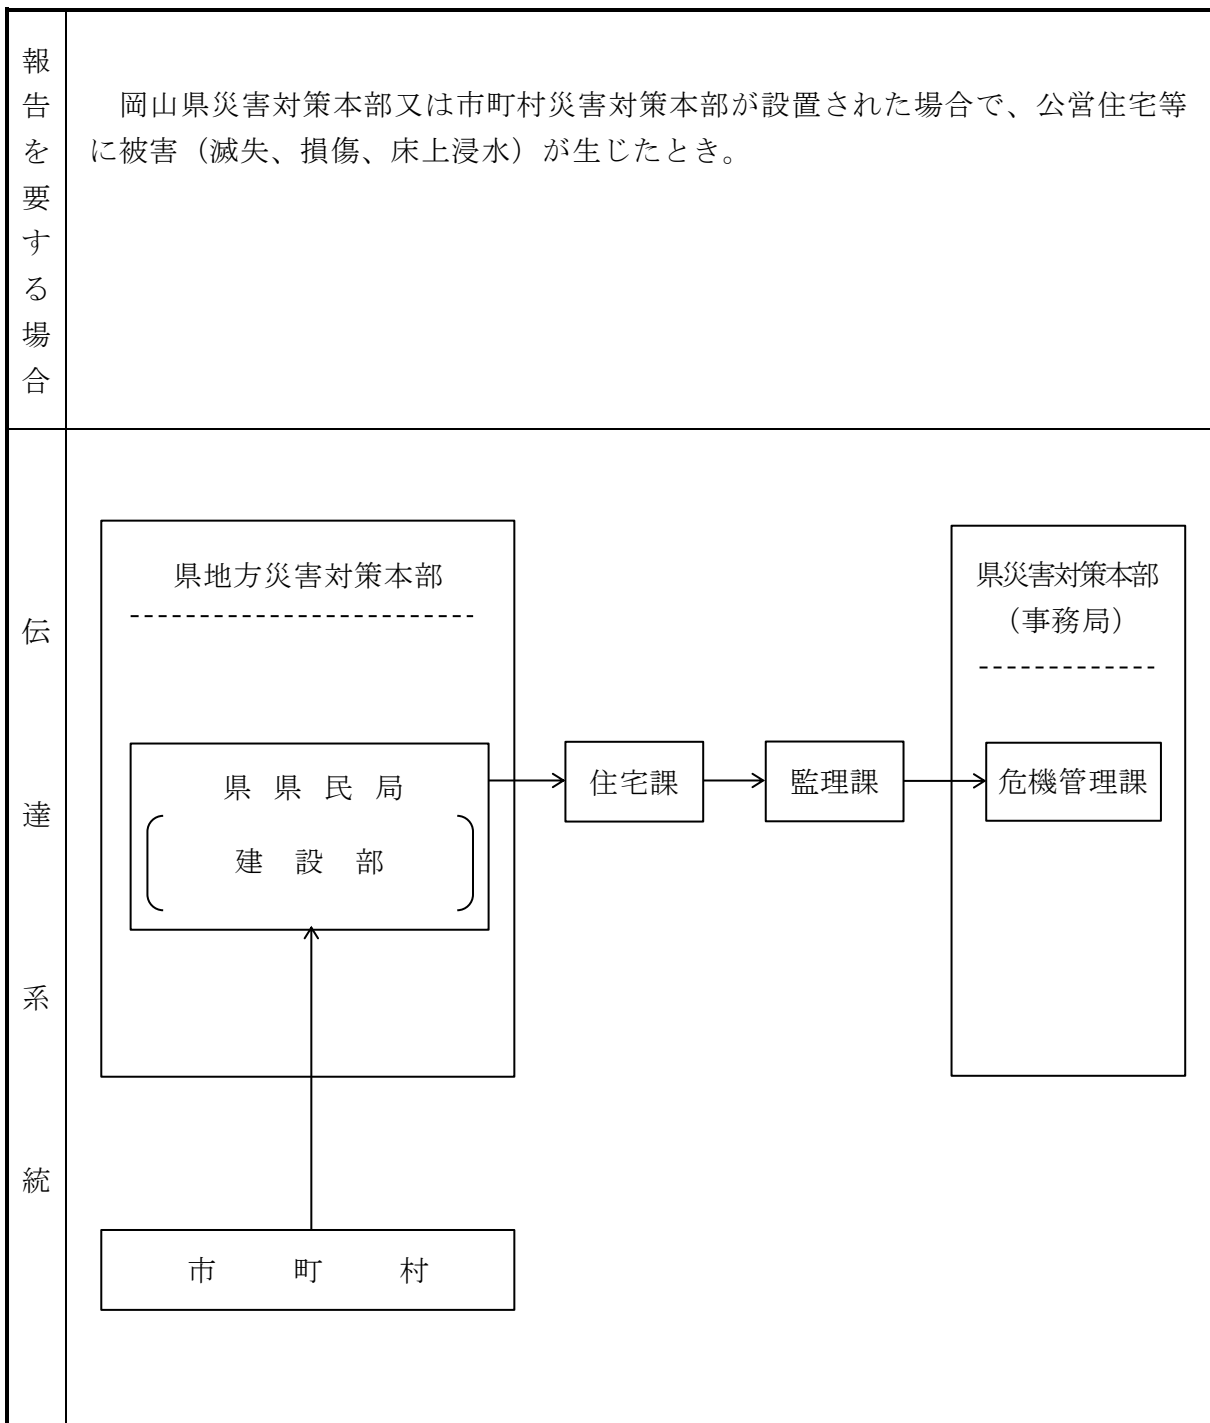 報告を要する場合
岡山県災害対策本部又は市町村災害対策本部が設置された場合で、公営住宅等
に被害（滅失、損傷、床上浸水）が生じたとき。
伝達系統
県地方災害対策本部
県災害対策本部
（事務局）
県県民局
建設部
住宅課
監理課
危機管理課
市町村